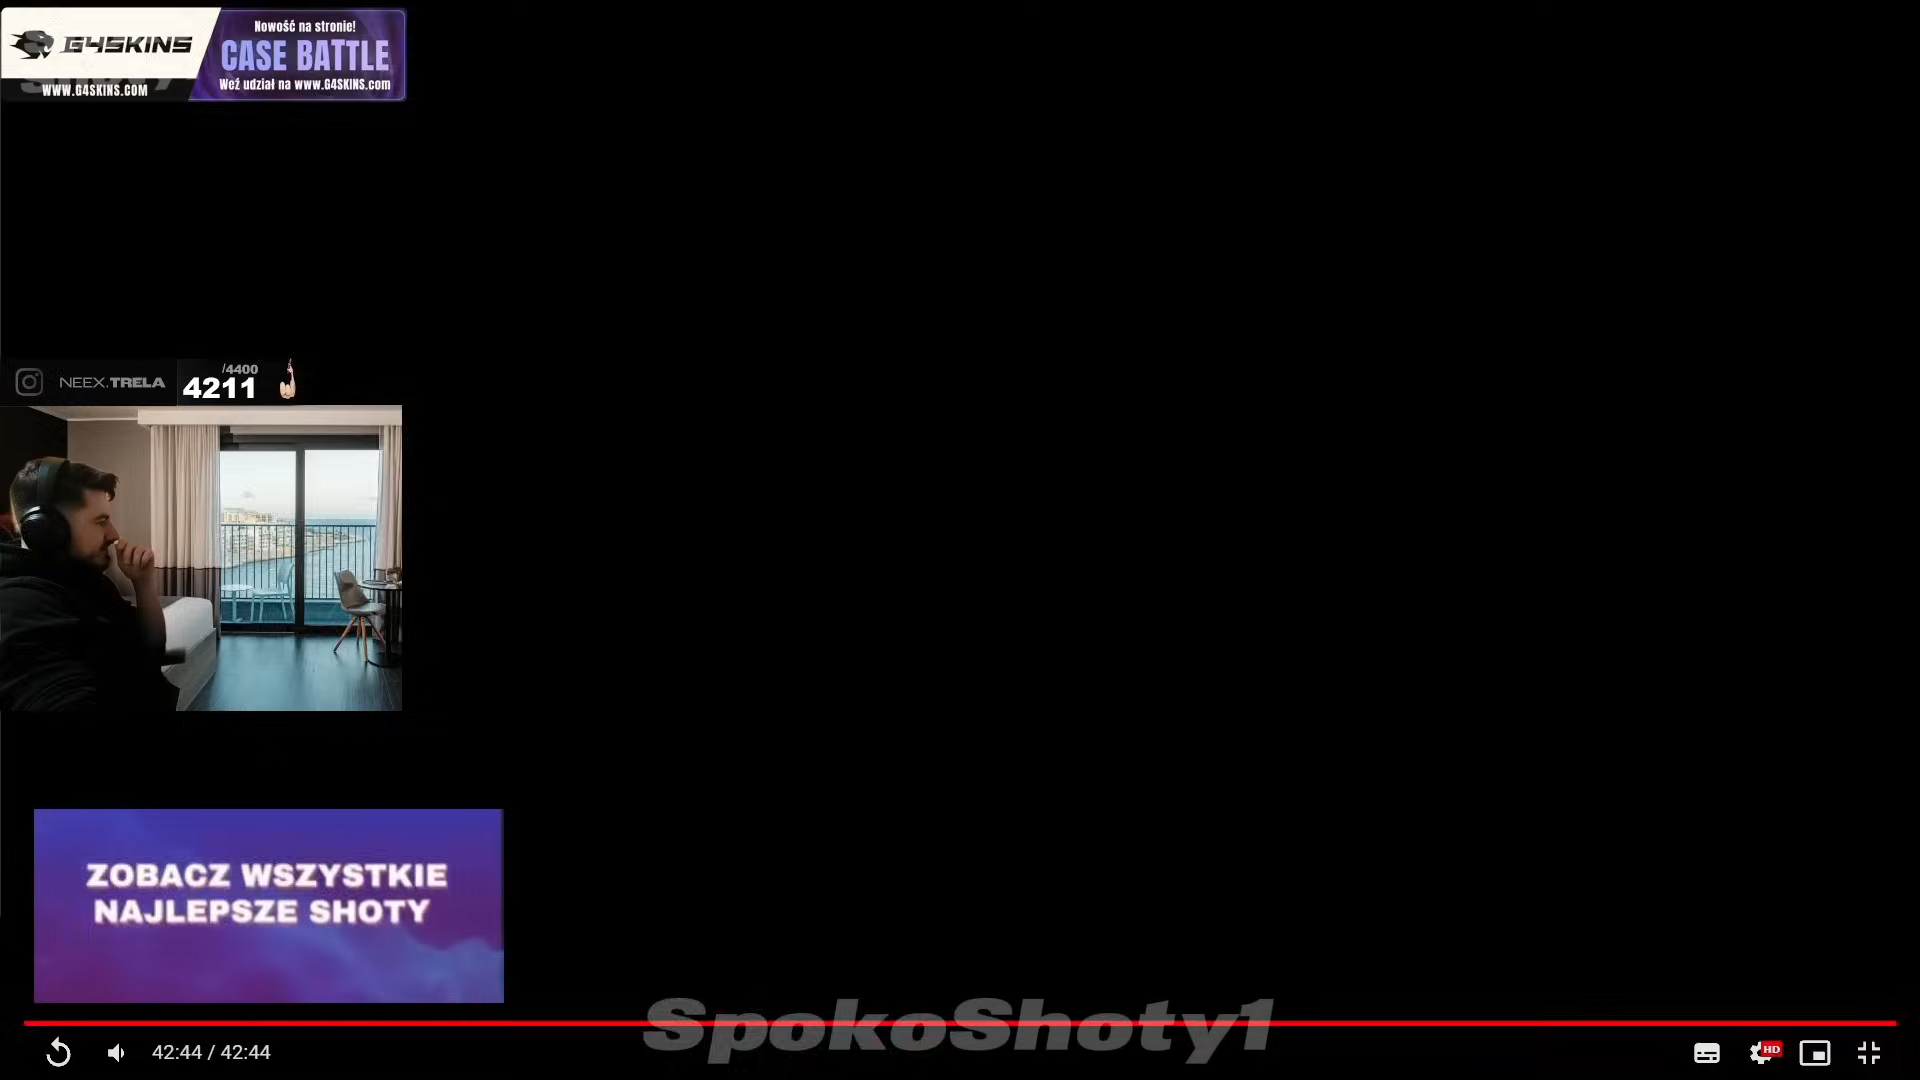 G4SKINS
WWW.G4SKINS.COM
Nowość na stronie!
CASE BATTLE
Weź udział na www.G4SKINS.com
NEEX.TRELA
/4400
4211
ZOBACZ WSZYSTKIE
NAJLEPSZE SHOTY
SpokoShoty1
42:44 / 42:44
HD